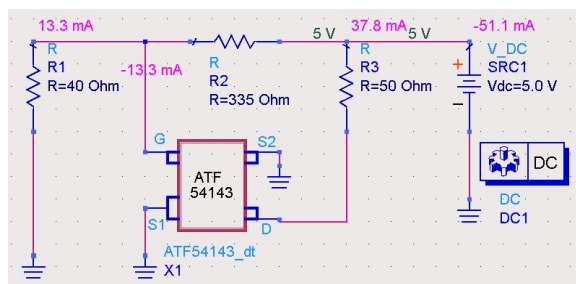 13.3 mA
5 V
37.8 mA
5 V
-51.1 mA
R
R1
R=40 Ohm
-13.3 mA
R
R2
R=335 Ohm
R
R3
R=50 Ohm
V_DC
SRC1
Vdc=5.0 V
+
–
G
S2
ATF
54143
S1
D
DC
DC
DC1
ATF54143_dt
X1